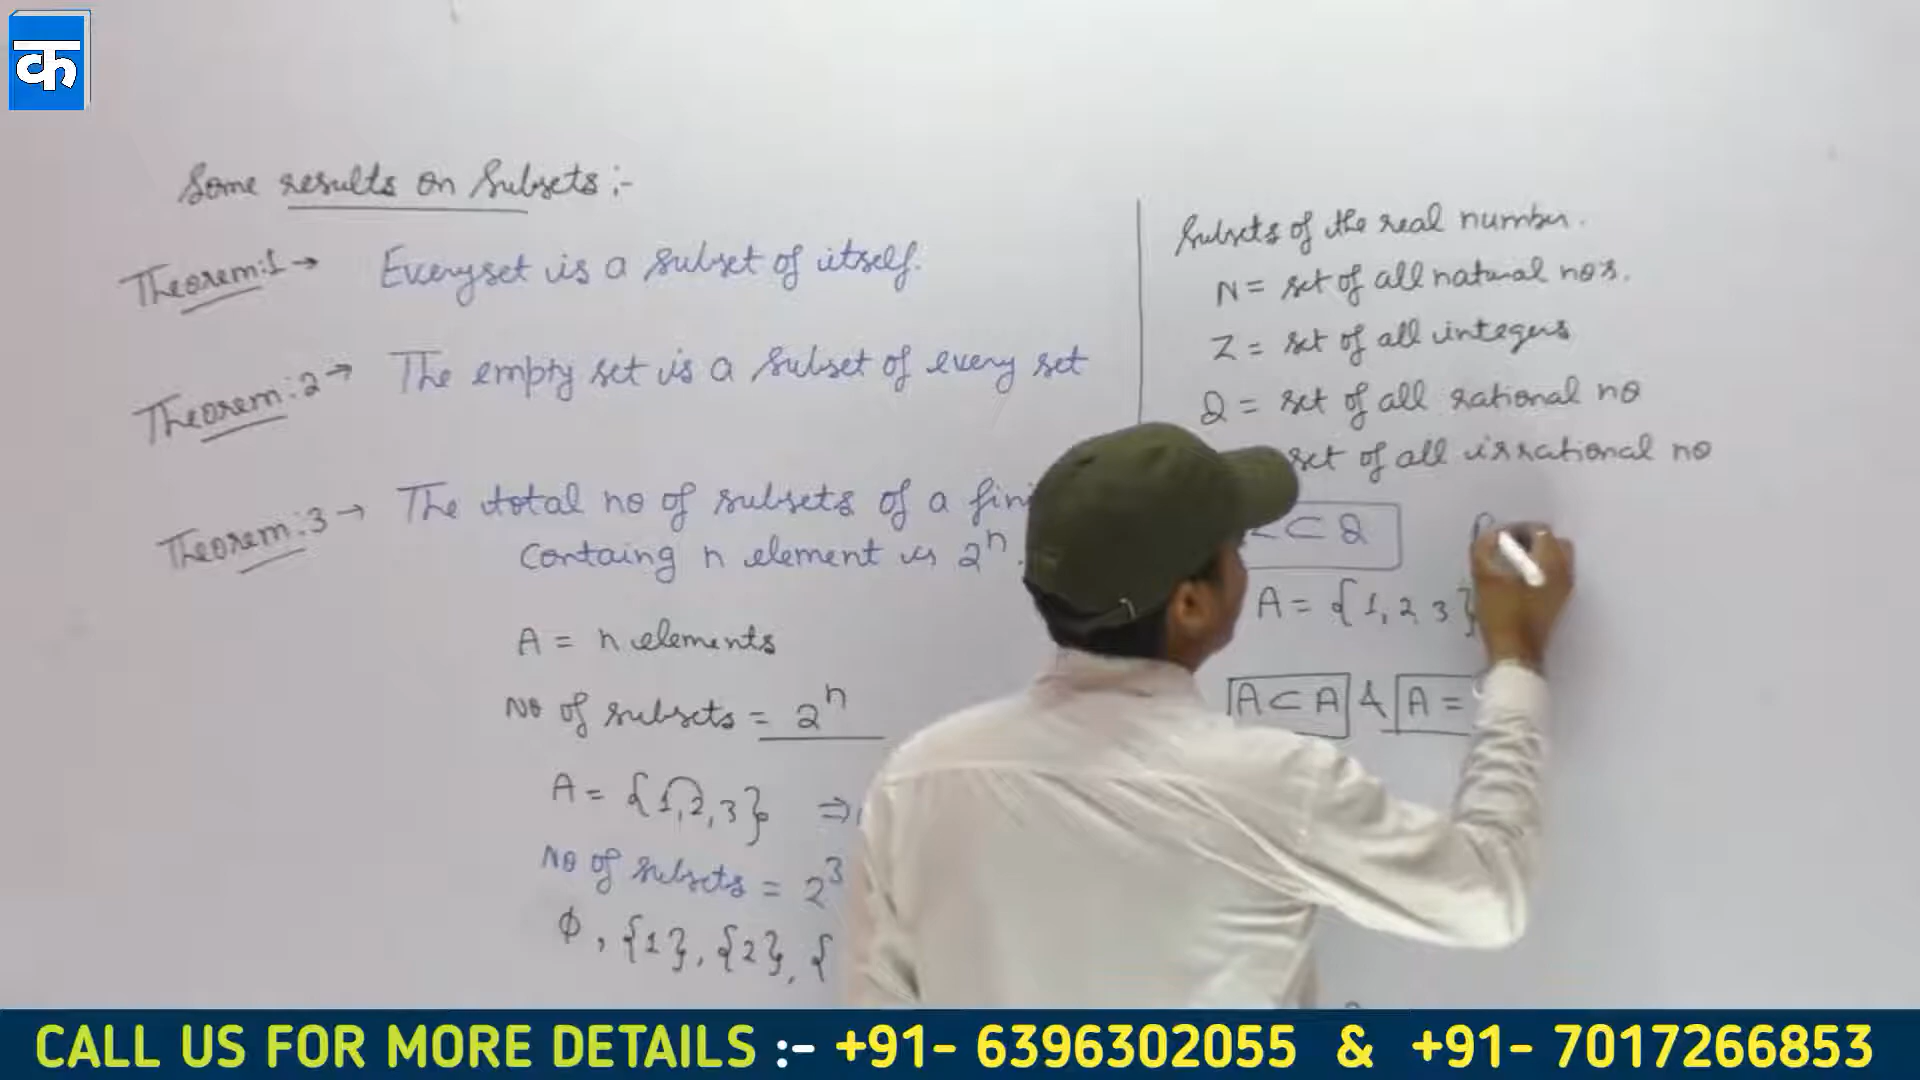 क
Some results on Subsets :-
Theorem:1 → Every set is a subset of itself.
Theorem:2 → The empty set is a subset of every set
Theorem:3 → The total no of subsets of a fini
Containg n element is 2ⁿ.
A = n elements
No of subsets = 2ⁿ
A = {1,2,3} ⇒
No of subsets = 2³
ϕ, {1}, {2}, {
Subsets of the real number.
N = set of all natural no's.
Z = set of all integers
Q = set of all rational no
set of all irrational no
⊂ Q
A = {1, 2, 3}
A ⊂ A & A =
CALL US FOR MORE DETAILS :- +91- 6396302055 & +91- 7017266853